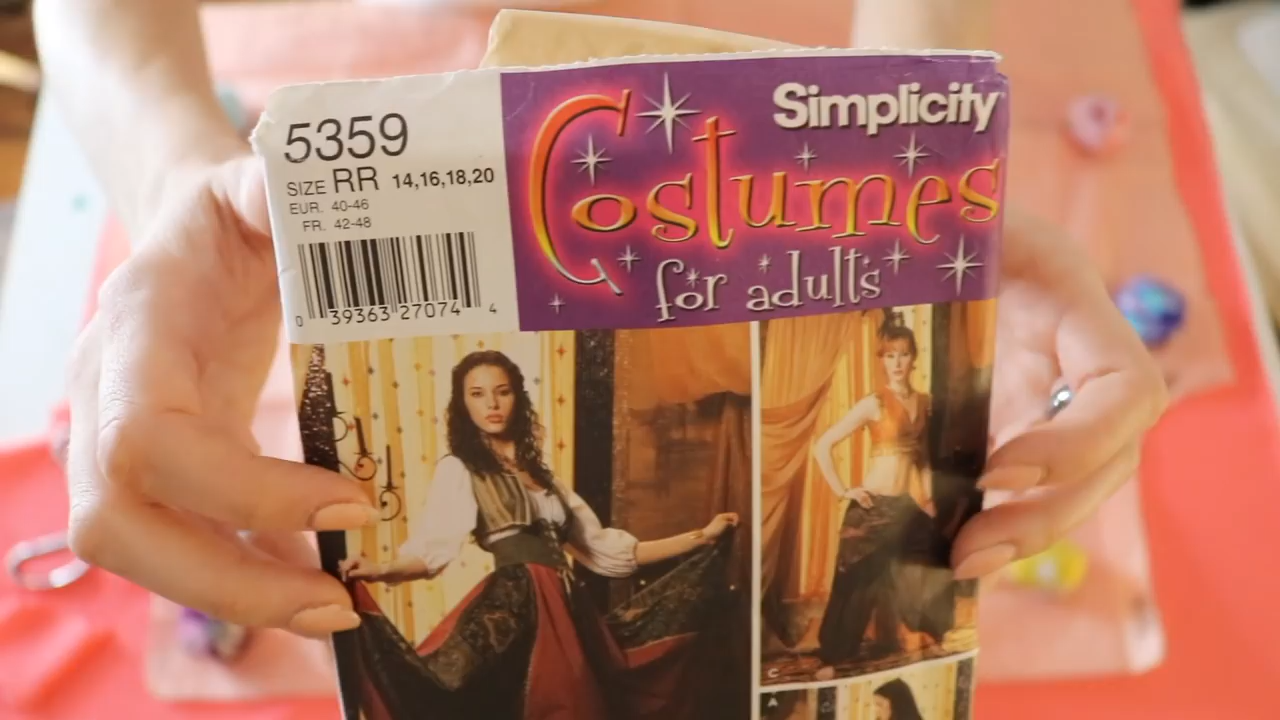 5359
SIZE RR 14,16,18,20
EUR. 40-46
FR. 42-48
0 39363 27074 4
Simplicity
Costumes
for adults
C
A